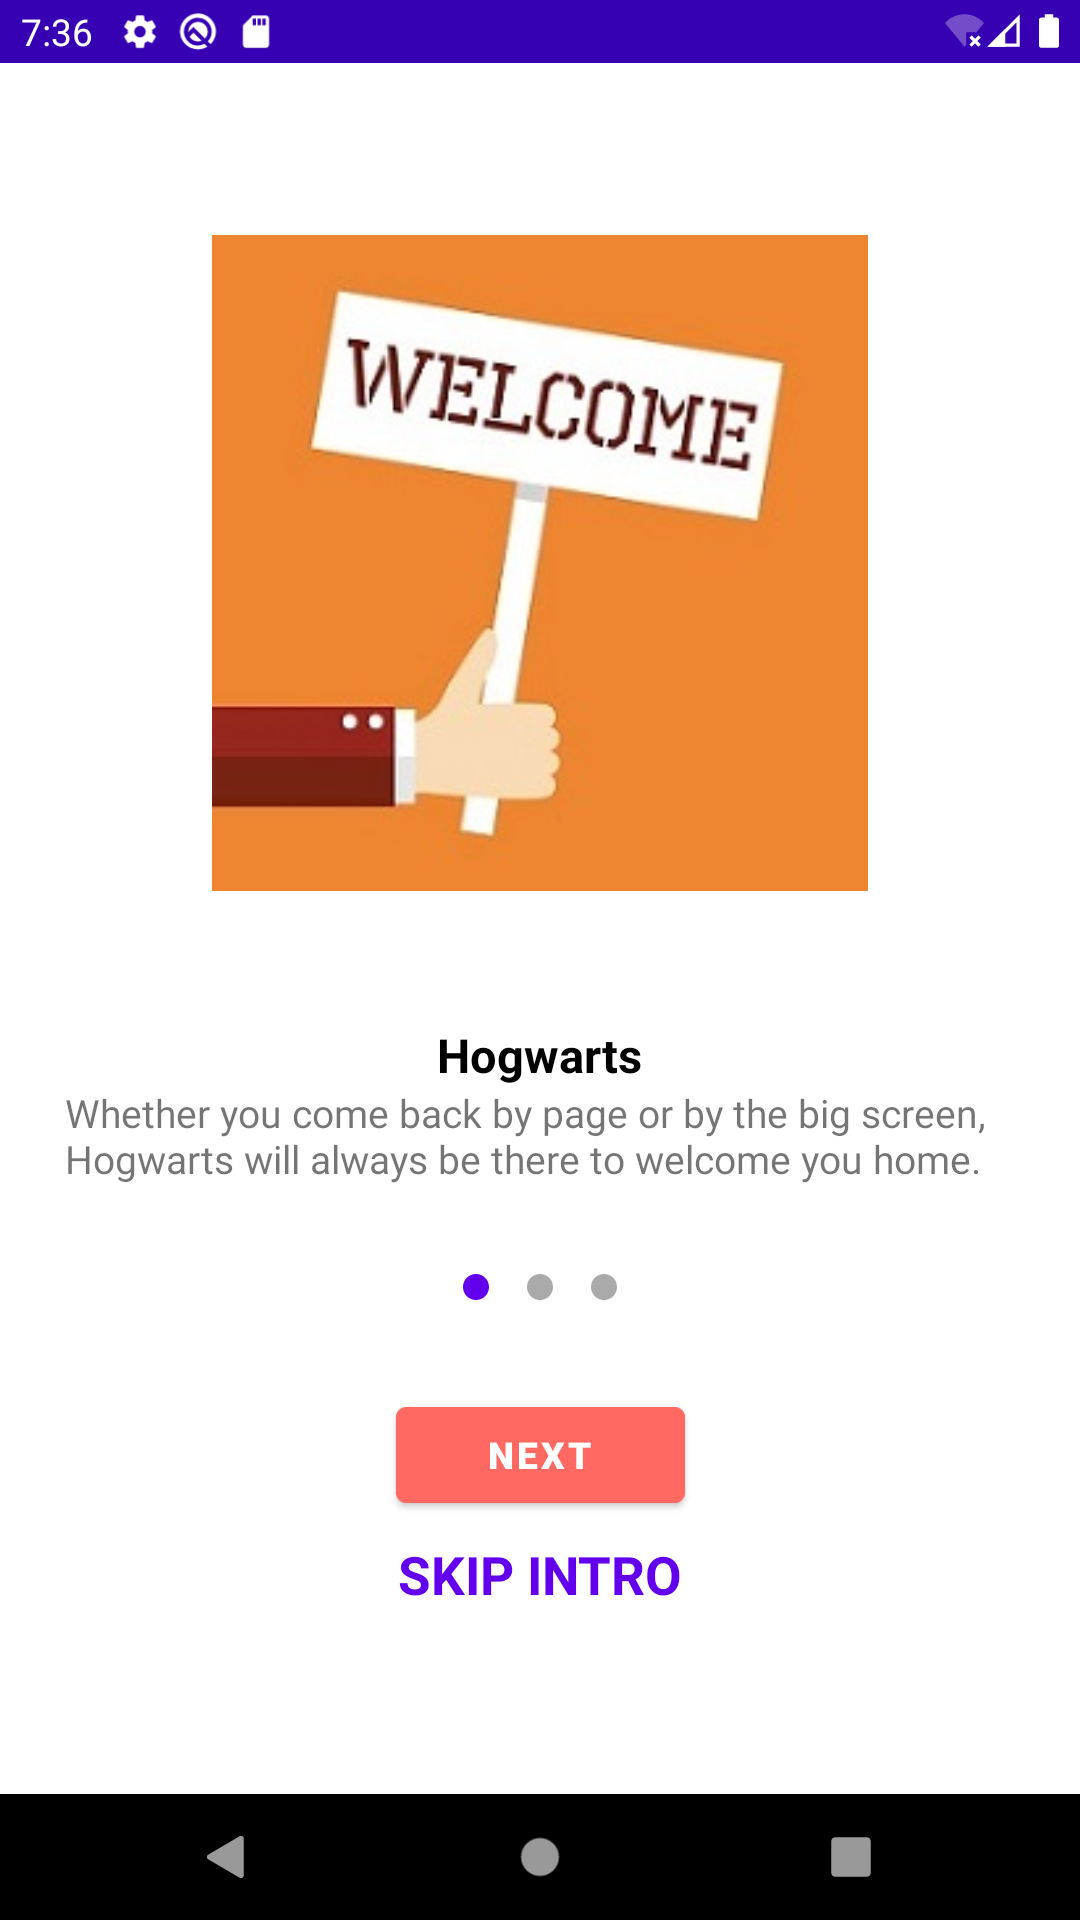 7:36
WELCOME
Hogwarts
Whether you come back by page or by the big screen,
Hogwarts will always be there to welcome you home.
NEXT
SKIP INTRO